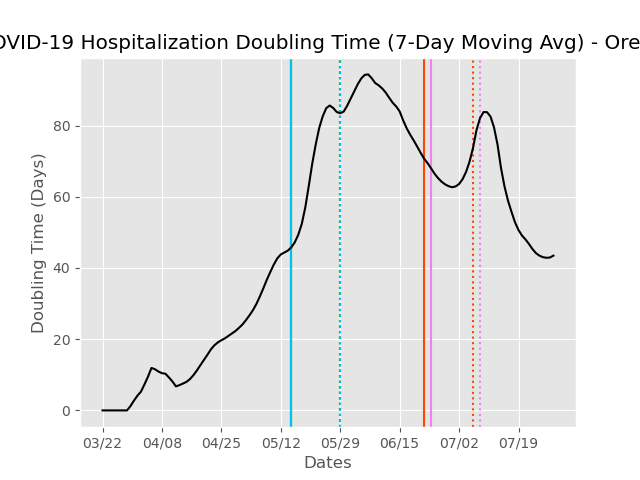 OVID-19 Hospitalization Doubling Time (7-Day Moving Avg) - Ore
Doubling Time (Days)
80
60
40
20
0
03/22 04/08 04/25 05/12 05/29 06/15 07/02 07/19
Dates